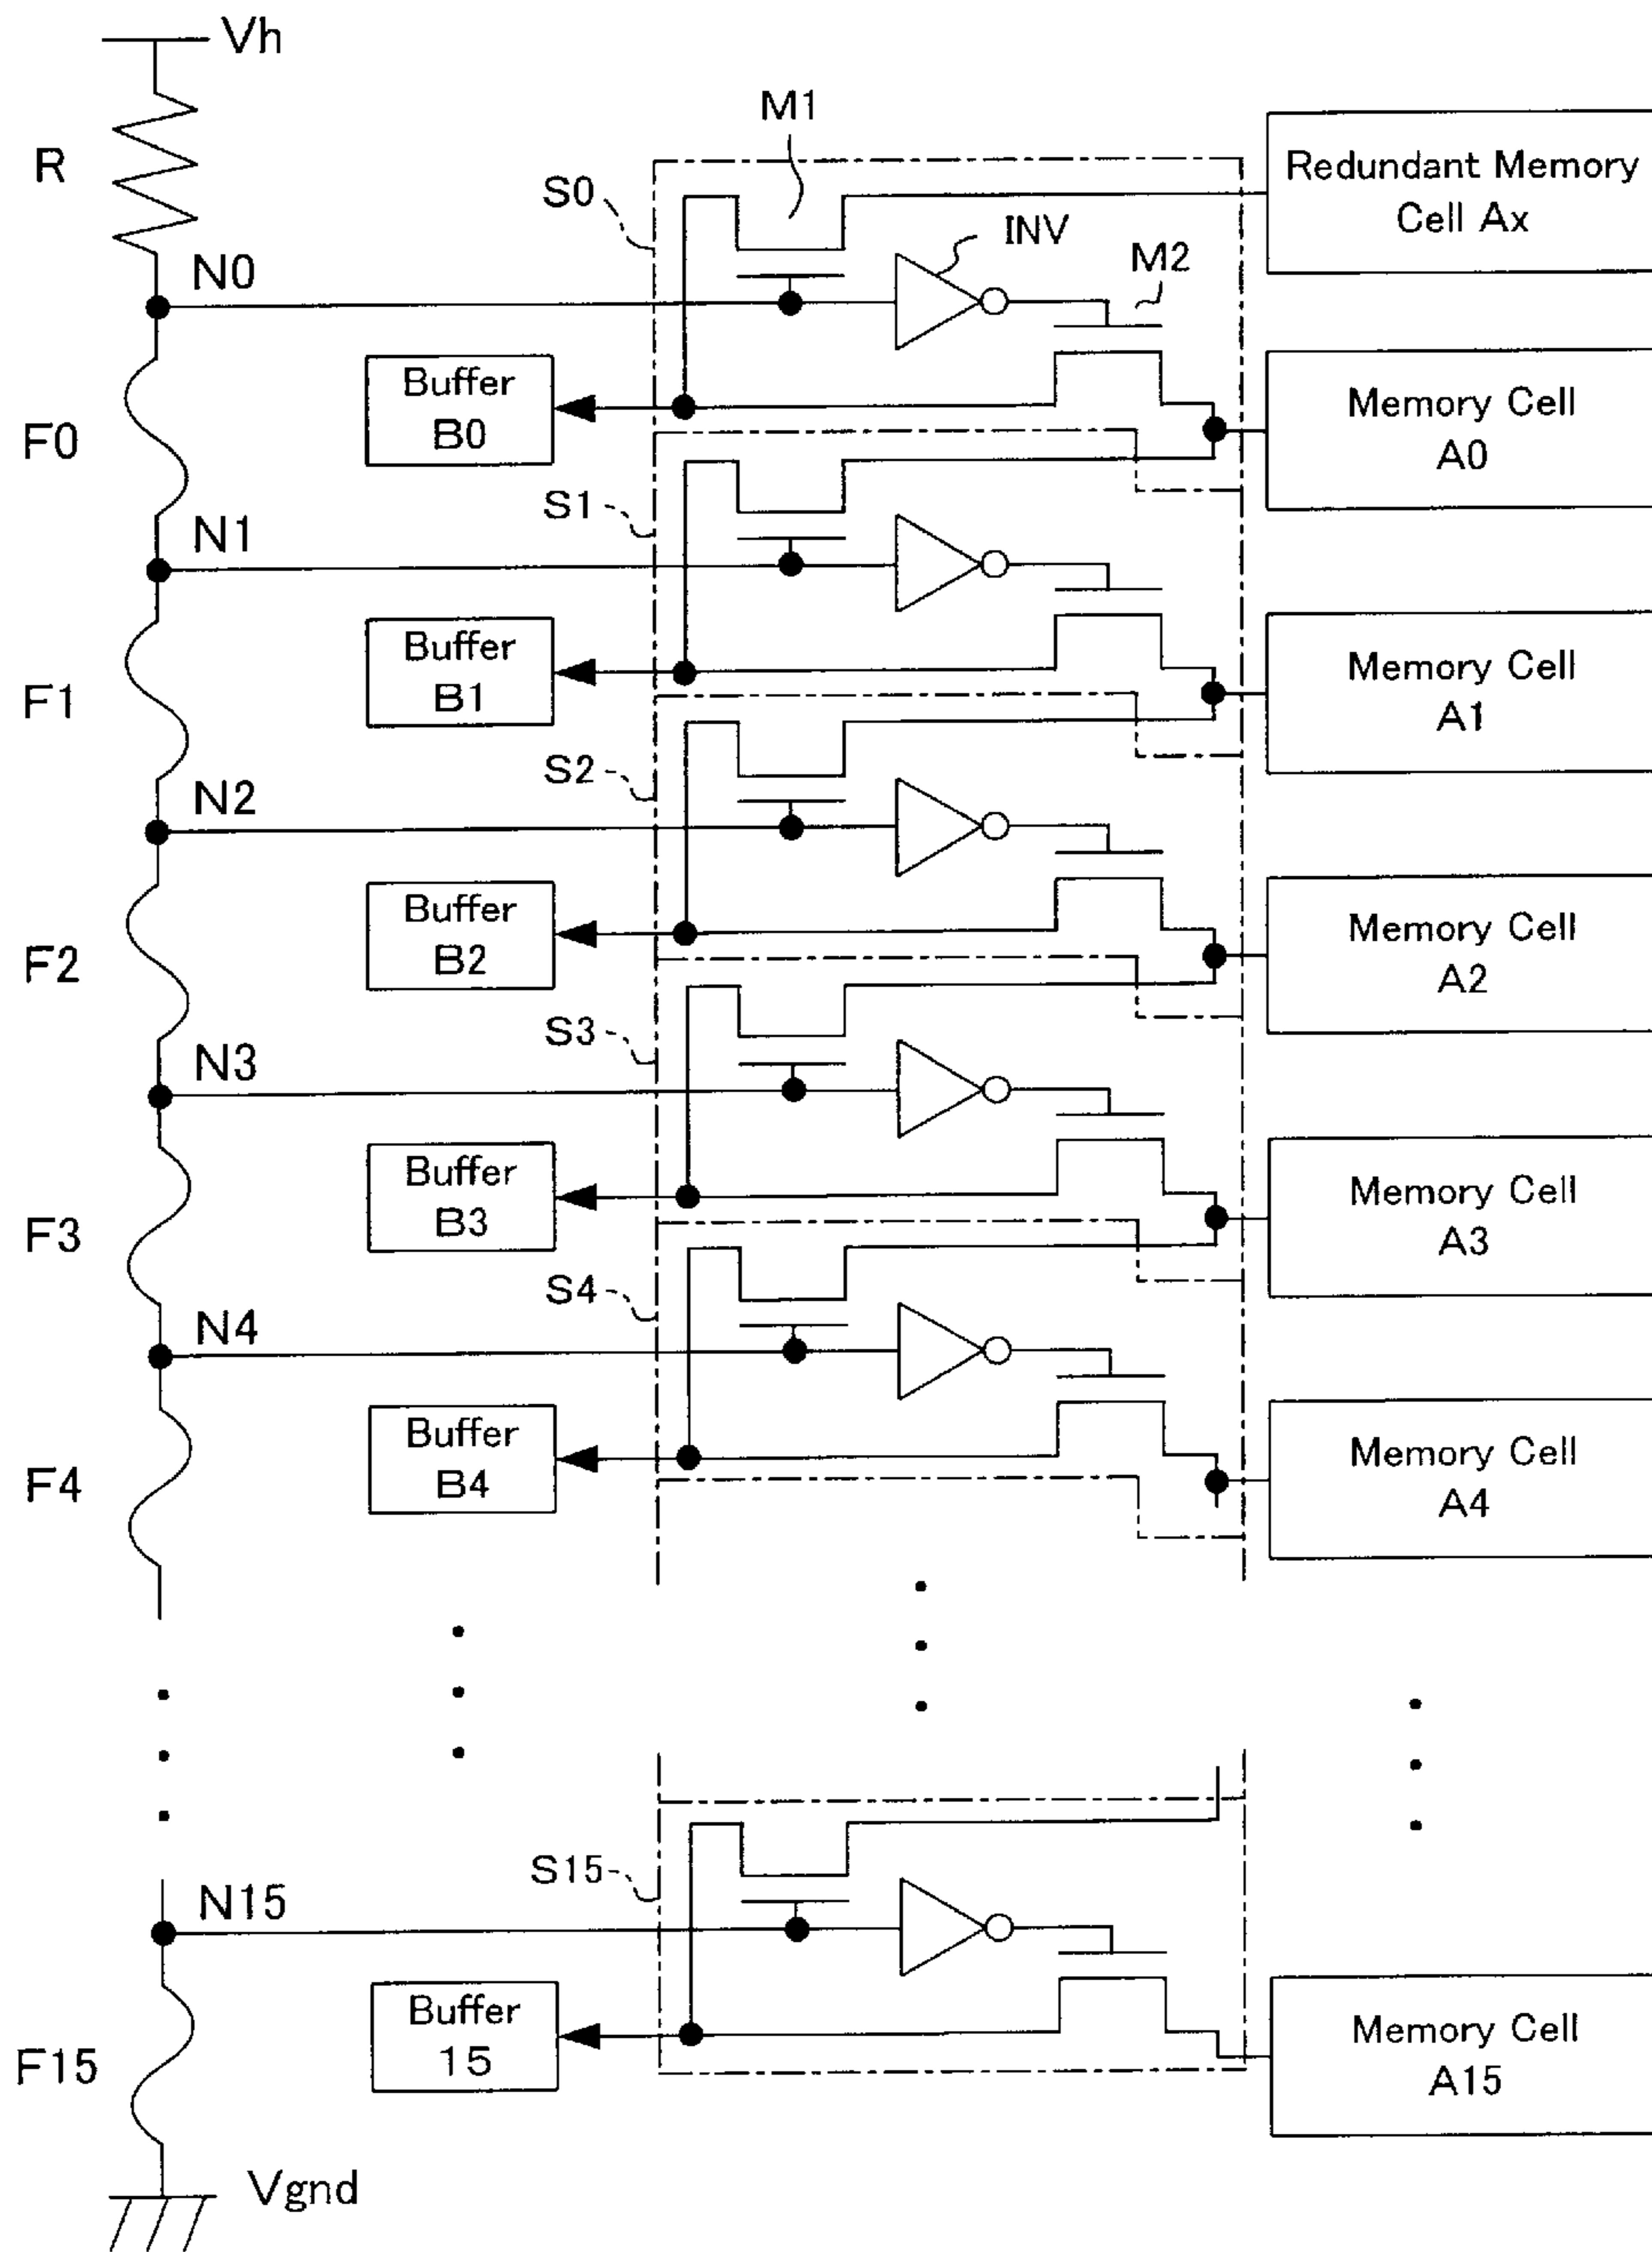 Vh
M1
R
S0
Redundant Memory
Cell Ax
INV
M2
N0
Buffer
B0
Memory Cell
A0
F0
S1
N1
Buffer
B1
Memory Cell
A1
F1
S2
N2
Buffer
B2
Memory Cell
A2
F2
S3
N3
Buffer
B3
Memory Cell
A3
F3
S4
N4
Buffer
B4
Memory Cell
A4
F4
S15
N15
Buffer
15
Memory Cell
A15
F15
Vgnd